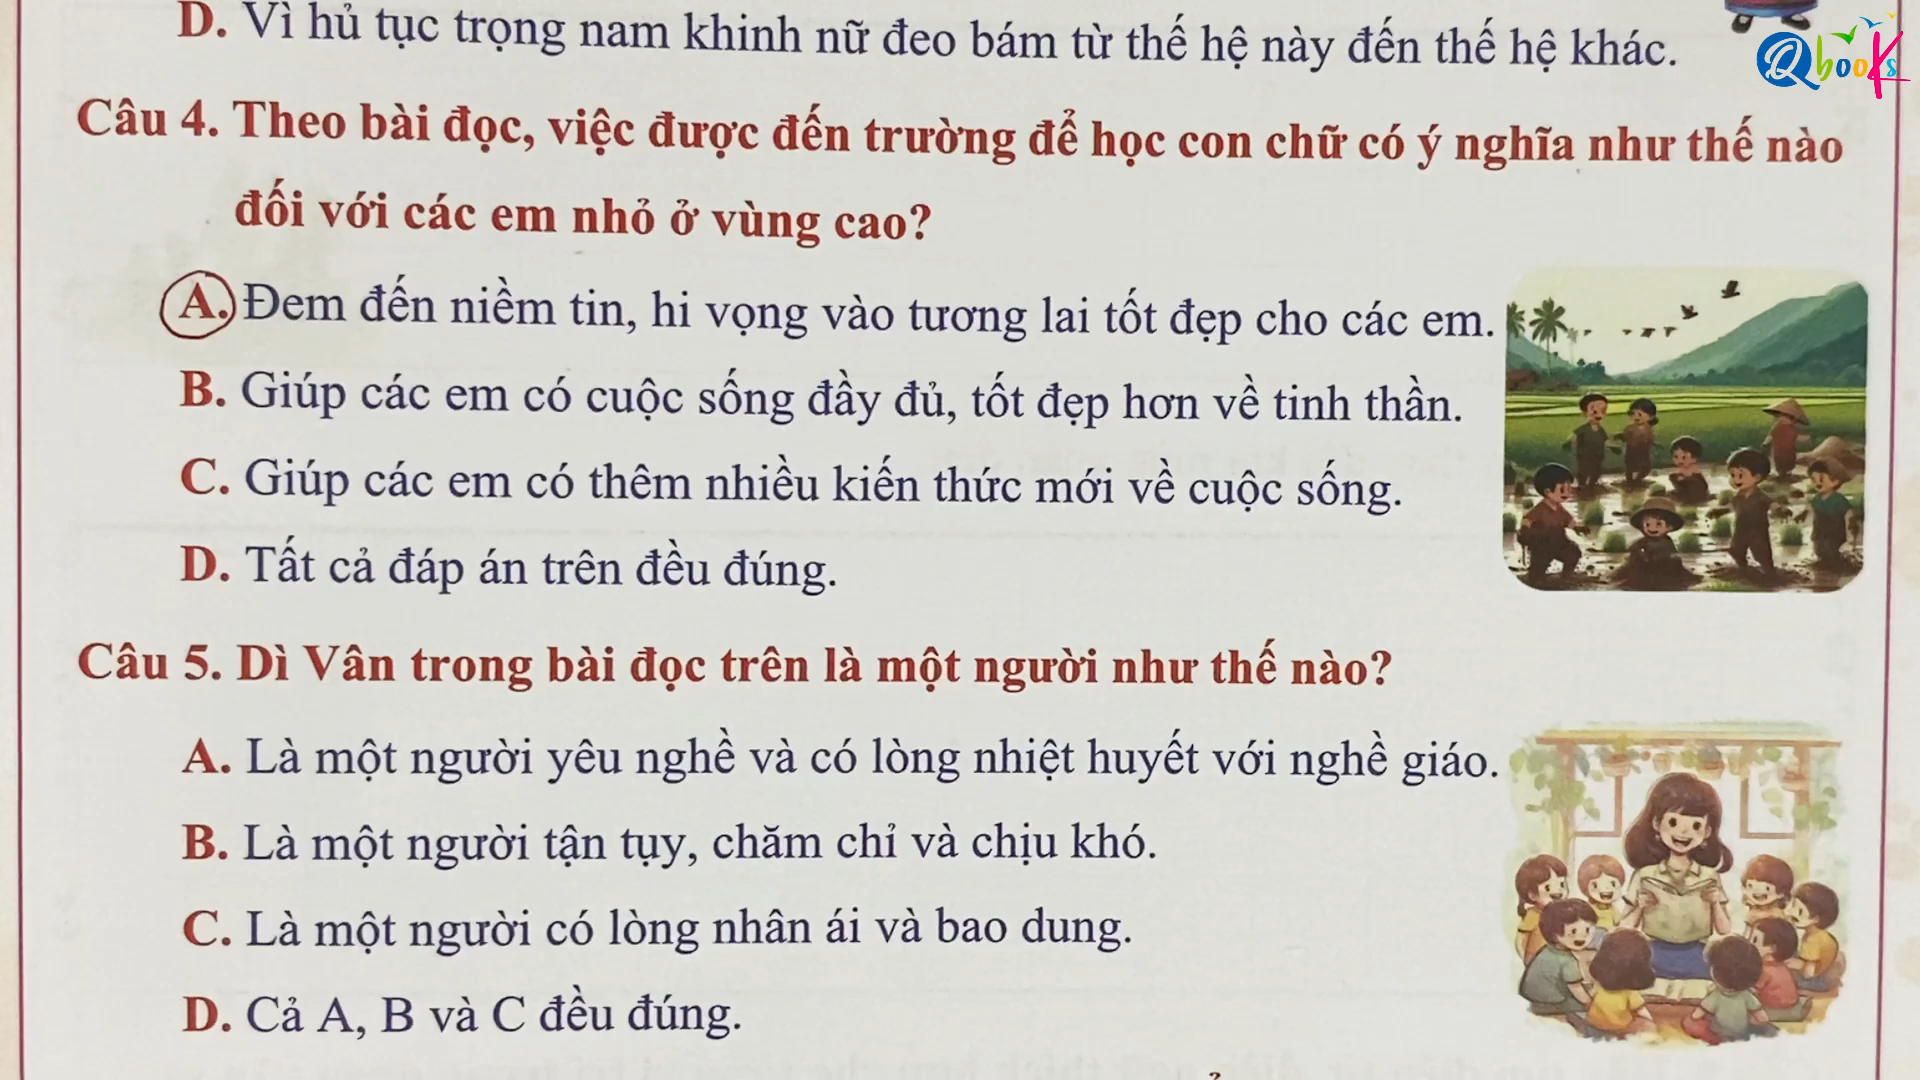 D. Vì hủ tục trọng nam khinh nữ đeo bám từ thế hệ này đến thế hệ khác.
Qbooks
Câu 4. Theo bài đọc, việc được đến trường để học con chữ có ý nghĩa như thế nào
đối với các em nhỏ ở vùng cao?
A. Đem đến niềm tin, hi vọng vào tương lai tốt đẹp cho các em.
B. Giúp các em có cuộc sống đầy đủ, tốt đẹp hơn về tinh thần.
C. Giúp các em có thêm nhiều kiến thức mới về cuộc sống.
D. Tất cả đáp án trên đều đúng.
Câu 5. Dì Vân trong bài đọc trên là một người như thế nào?
A. Là một người yêu nghề và có lòng nhiệt huyết với nghề giáo.
B. Là một người tận tụy, chăm chỉ và chịu khó.
C. Là một người có lòng nhân ái và bao dung.
D. Cả A, B và C đều đúng.